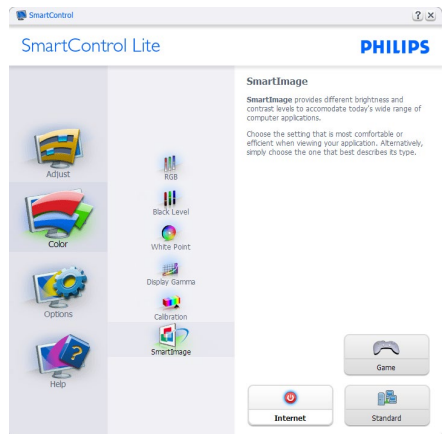 SmartControl
SmartControl Lite
PHILIPS
Adjust
Color
Options
Help
RGB
Black Level
White Point
Display Gamma
Calibration
SmartImage
SmartImage
SmartImage provides different brightness and
contrast levels to accomodate today's wide range of
computer applications.
Choose the setting that is most comfortable or
efficient when viewing your application. Alternatively,
simply choose the one that best describes its type.
Game
Internet
Standard